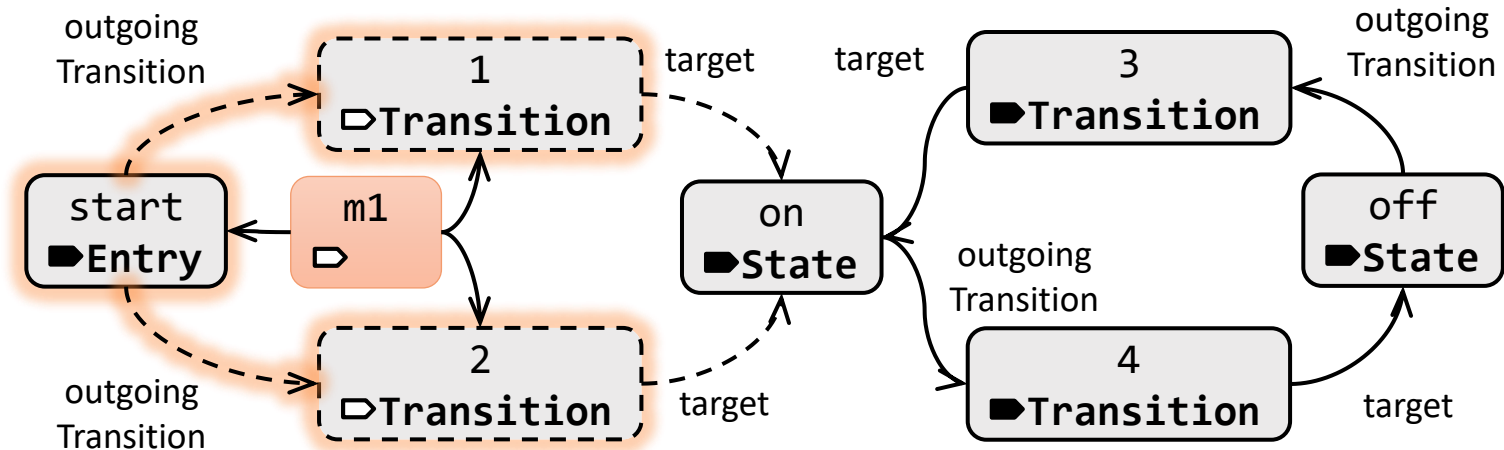 outgoing
Transition
1
Transition
target
target
3
Transition
outgoing
Transition
start
Entry
m1
on
State
outgoing
Transition
off
State
outgoing
Transition
2
Transition
target
4
Transition
target